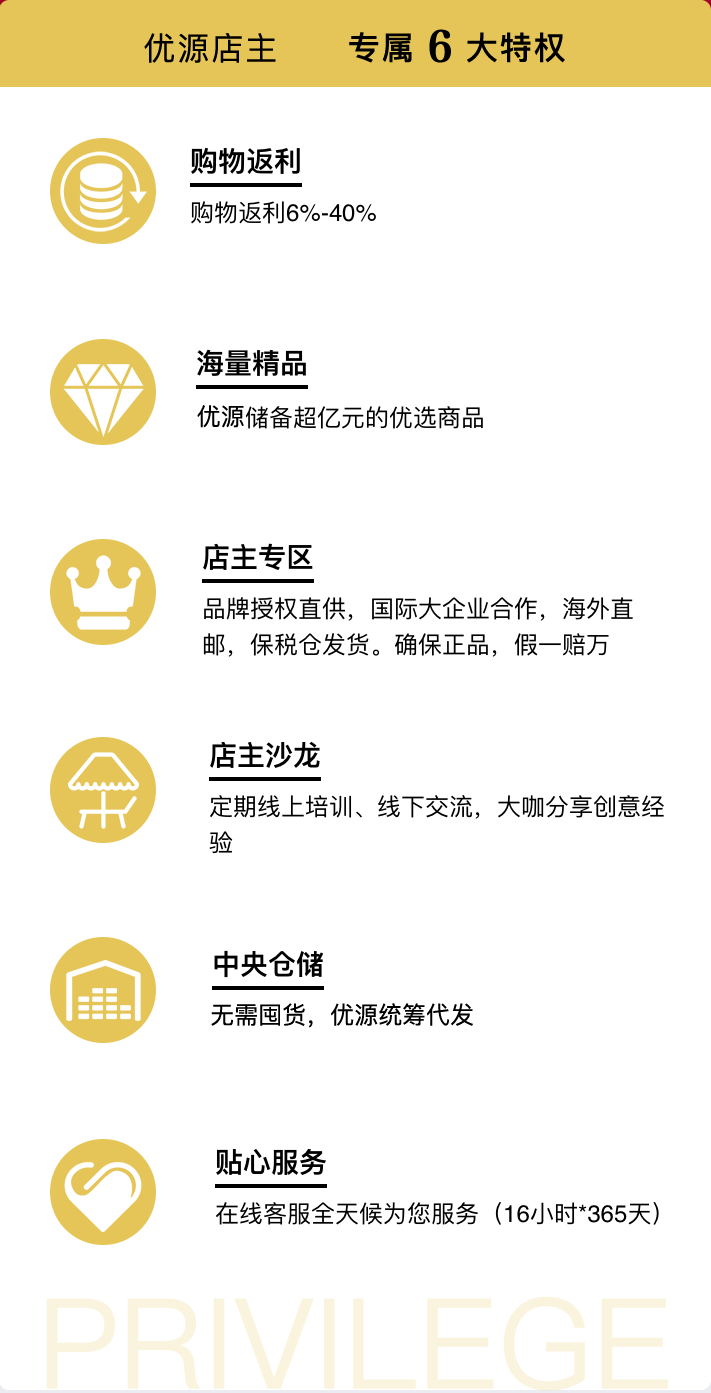 优源店主 专属 6 大特权
购物返利
购物返利6%-40%
海量精品
优源储备超亿元的优选商品
店主专区
品牌授权直供，国际大企业合作，海外直
邮，保税仓发货。确保正品，假一赔万
店主沙龙
定期线上培训、线下交流，大咖分享创意经
验
中央仓储
无需囤货，优源统筹代发
贴心服务
在线客服全天候为您服务（16小时*365天）
PRIVILEGE